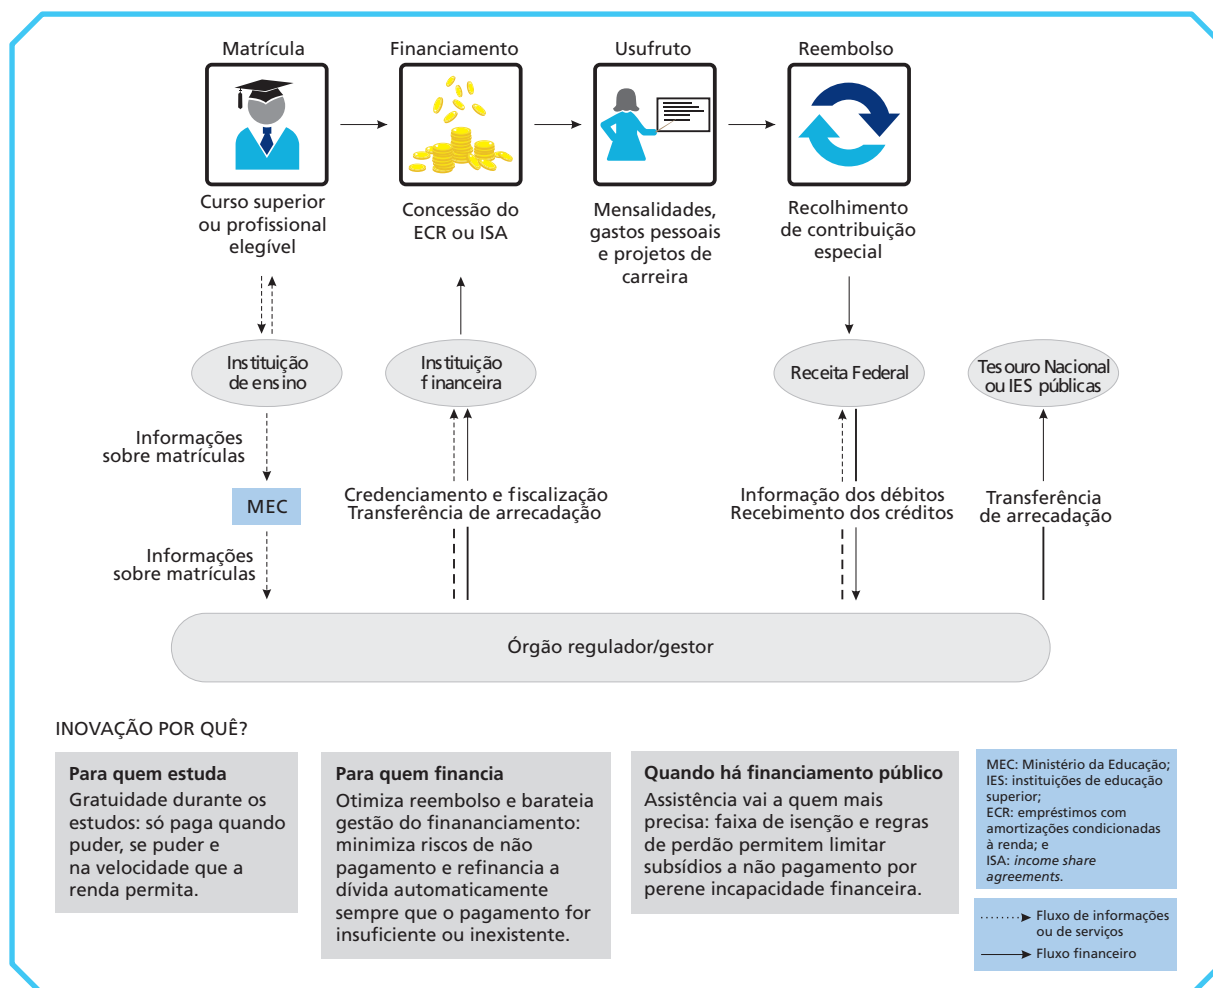 Matrícula
Financiamento
Usufruto
Reembolso
Curso superior
ou profissional
elegível
Concessão do
ECR ou ISA
Mensalidades,
gastos pessoais
e projetos de
carreira
Recolhimento
de contribuição
especial
Instituição
de ensino
Instituição
financeira
Receita Federal
Tesouro Nacional
ou IES públicas
Informações
sobre matrículas
MEC
Credenciamento e fiscalização
Transferência de arrecadação
Informação dos débitos
Recebimento dos créditos
Transferência
de arrecadação
Informações
sobre matrículas
Órgão regulador/gestor
INOVAÇÃO POR QUÊ?
Para quem estuda
Gratuidade durante os
estudos: só paga quando
puder, se puder e
na velocidade que a
renda permita.
Para quem financia
Otimiza reembolso e barateia
gestão do finananciamento:
minimiza riscos de não
pagamento e refinancia a
dívida automaticamente
sempre que o pagamento for
insuficiente ou inexistente.
Quando há financiamento público
Assistência vai a quem mais
precisa: faixa de isenção e regras
de perdão permitem limitar
subsídios a não pagamento por
perene incapacidade financeira.
MEC: Ministério da Educação;
IES: instituições de educação
superior;
ECR: empréstimos com
amortizações condicionadas
à renda; e
ISA: income share
agreements.
Fluxo de informações
ou de serviços
Fluxo financeiro